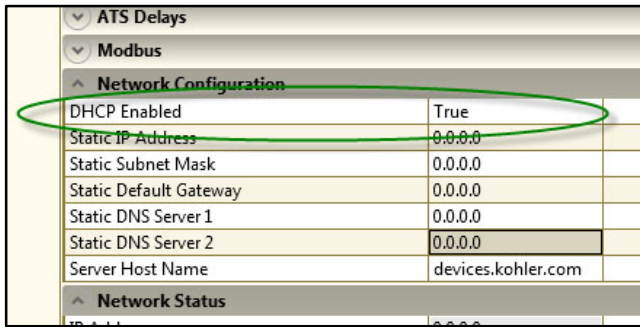 ATS Delays
Modbus
Network Configuration
DHCP Enabled True
Static IP Address 0.0.0.0
Static Subnet Mask 0.0.0.0
Static Default Gateway 0.0.0.0
Static DNS Server 1 0.0.0.0
Static DNS Server 2 0.0.0.0
Server Host Name devices.kohler.com
Network Status